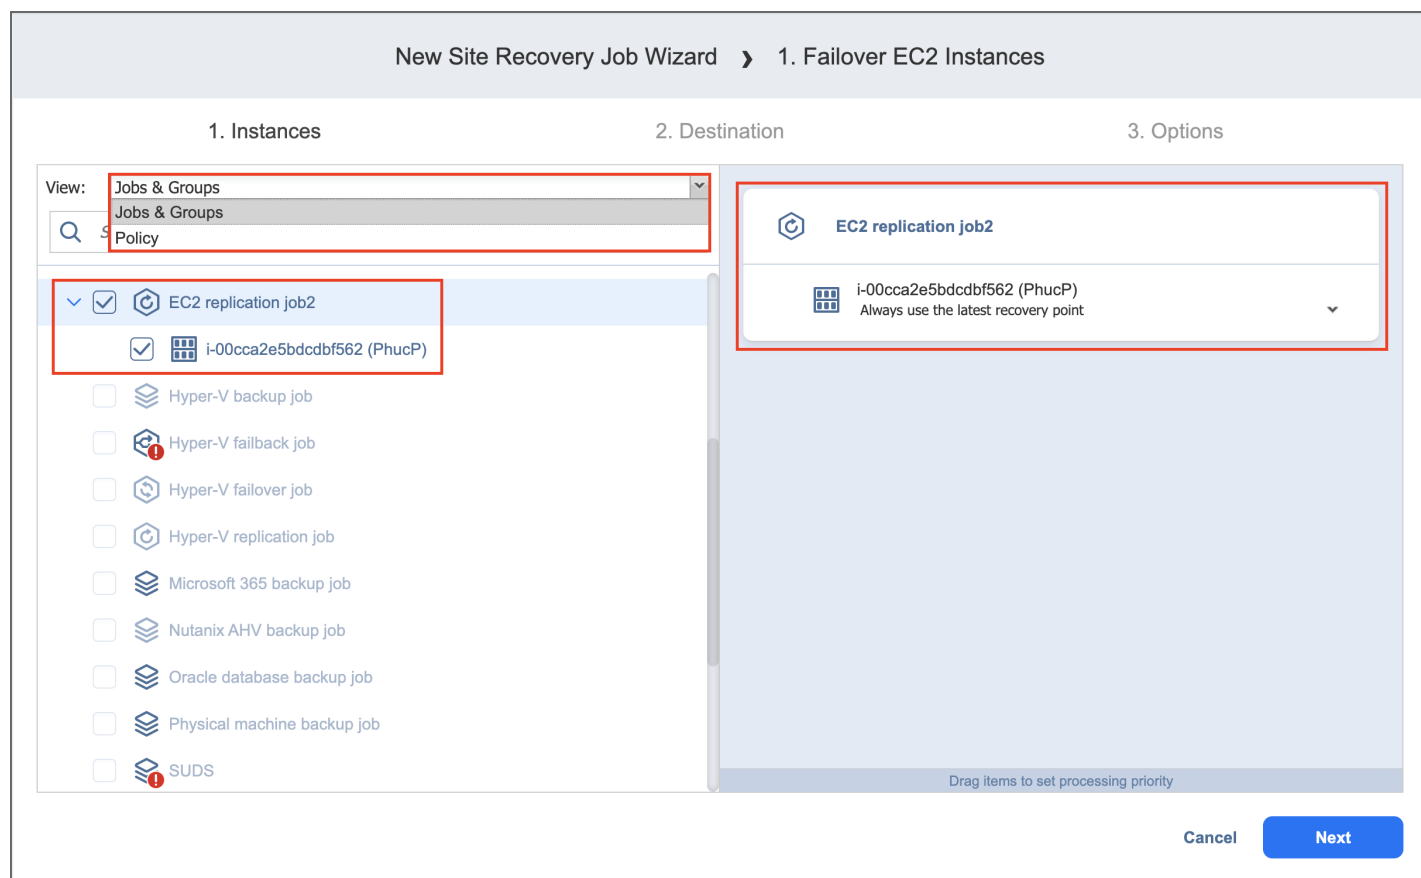 New Site Recovery Job Wizard ❯ 1. Failover EC2 Instances
1. Instances
2. Destination
3. Options
View:
Jobs & Groups
Jobs & Groups
Policy
S
EC2 replication job2
i-00cca2e5bdcdbf562 (PhucP)
Hyper-V backup job
Hyper-V failback job
Hyper-V failover job
Hyper-V replication job
Microsoft 365 backup job
Nutanix AHV backup job
Oracle database backup job
Physical machine backup job
SUDS
EC2 replication job2
i-00cca2e5bdcdbf562 (PhucP)
Always use the latest recovery point
Drag items to set processing priority
Cancel
Next